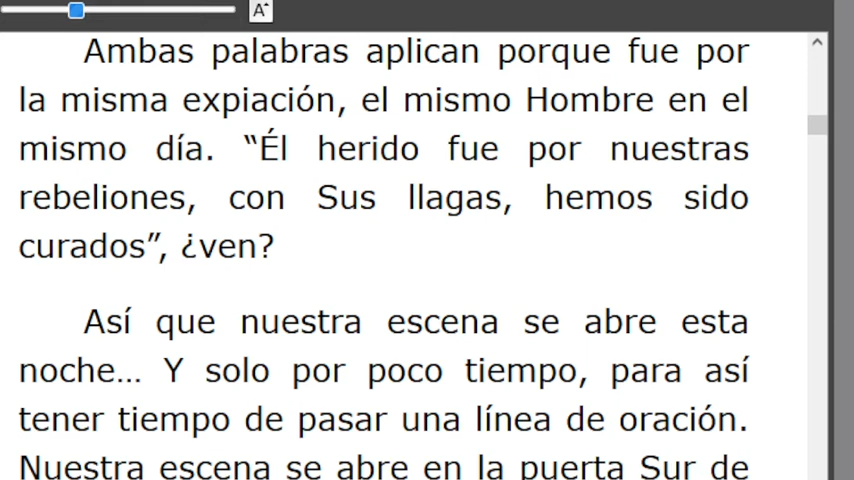 A
Ambas palabras aplican porque fue por
la misma expiación, el mismo Hombre en el
mismo día. “Él herido fue por nuestras
rebeliones, con Sus llagas, hemos sido
curados”, ¿ven?
Así que nuestra escena se abre esta
noche… Y solo por poco tiempo, para así
tener tiempo de pasar una línea de oración.
Nuestra escena se abre en la puerta Sur de